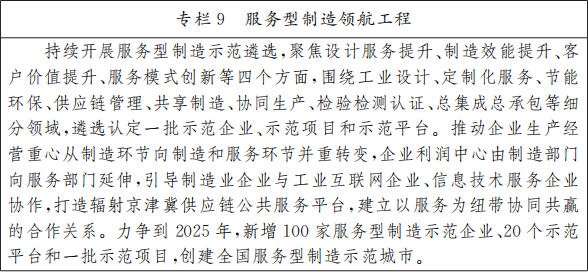 专栏9 服务型制造领航工程
持续开展服务型制造示范遴选,聚焦设计服务提升、制造效能提升、客
户价值提升、服务模式创新等四个方面,围绕工业设计、定制化服务、节能
环保、供应链管理、共享制造、协同生产、检验检测认证、总集成总承包等细
分领域,遴选认定一批示范企业、示范项目和示范平台。推动企业生产经
营重心从制造环节向制造和服务环节并重转变,企业利润中心由制造部门
向服务部门延伸,引导制造业企业与工业互联网企业、信息技术服务企业
协作,打造辐射京津冀供应链公共服务平台,建立以服务为纽带协同共赢
的合作关系。力争到2025年,新增100家服务型制造示范企业、20个示范
平台和一批示范项目,创建全国服务型制造示范城市。